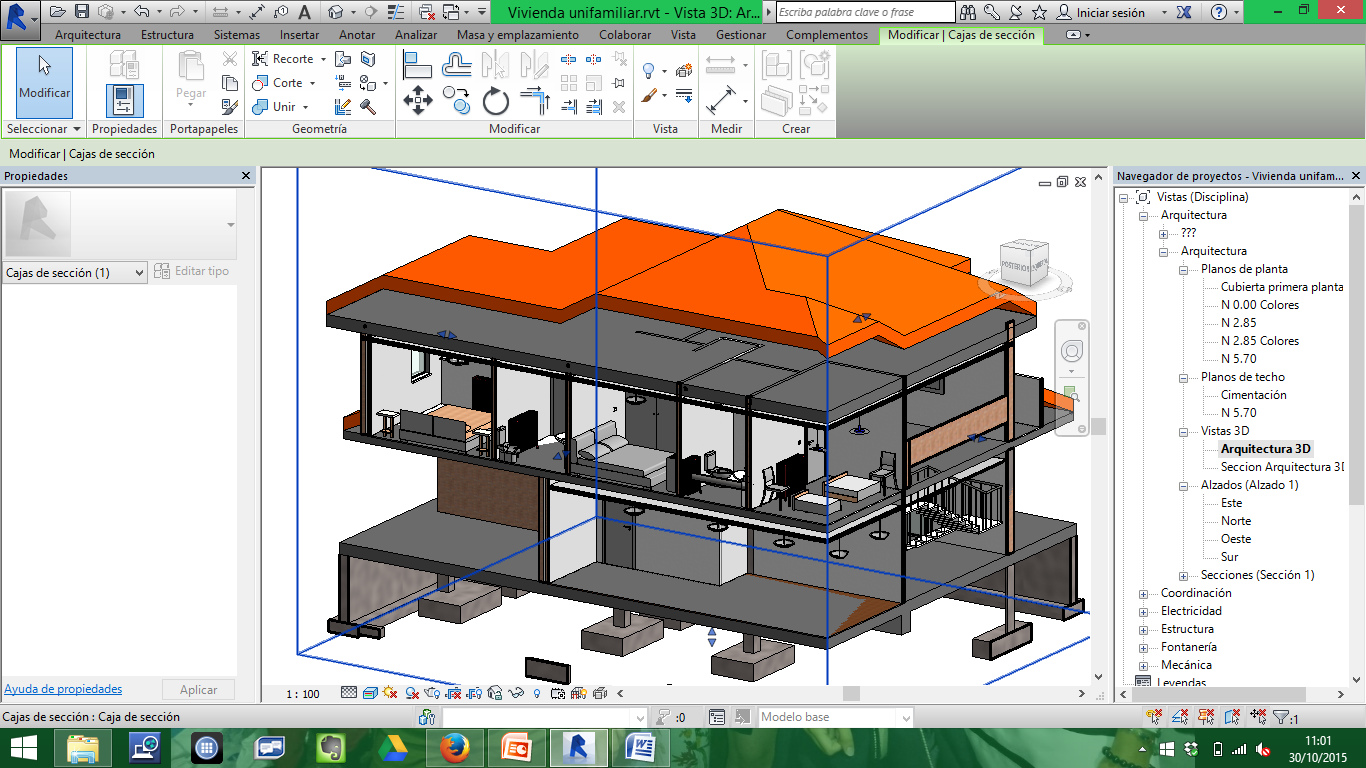 Vivienda unifamiliar.rvt - Vista 3D: Ar...
Escriba palabra clave o frase
Iniciar sesión
Arquitectura Estructura Sistemas Insertar Anotar Analizar Masa y emplazamiento Colaborar Vista Gestionar Complementos Modificar | Cajas de sección
Modificar
Pegar
Recorte
Corte
Unir
Seleccionar Propiedades Portapapeles Geometría Modificar Vista Medir Crear
Modificar | Cajas de sección
Propiedades
Cajas de sección (1)
Editar tipo
Ayuda de propiedades
Aplicar
POSTERIOR
1 : 100
Navegador de proyectos - Vivienda unifam...
Vistas (Disciplina)
Arquitectura
???
Arquitectura
Planos de planta
Cubierta primera planta
N 0.00 Colores
N 2.85
N 2.85 Colores
N 5.70
Planos de techo
Cimentación
N 5.70
Vistas 3D
Arquitectura 3D
Seccion Arquitectura 3D
Alzados (Alzado 1)
Este
Norte
Oeste
Sur
Secciones (Sección 1)
Coordinación
Electricidad
Estructura
Fontanería
Mecánica
Leyendas
Cajas de sección : Caja de sección
:0
Modelo base
:1
11:01
30/10/2015